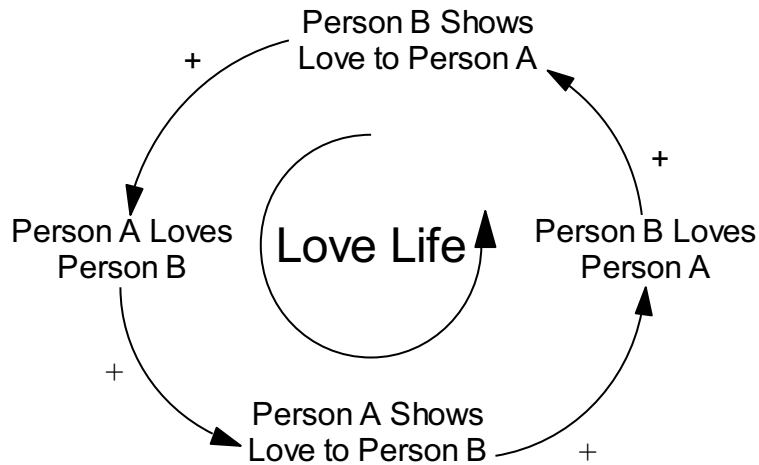 Person B Shows
Love to Person A
+
+
Person A Loves
Person B
Love Life
Person B Loves
Person A
+
Person A Shows
Love to Person B
+